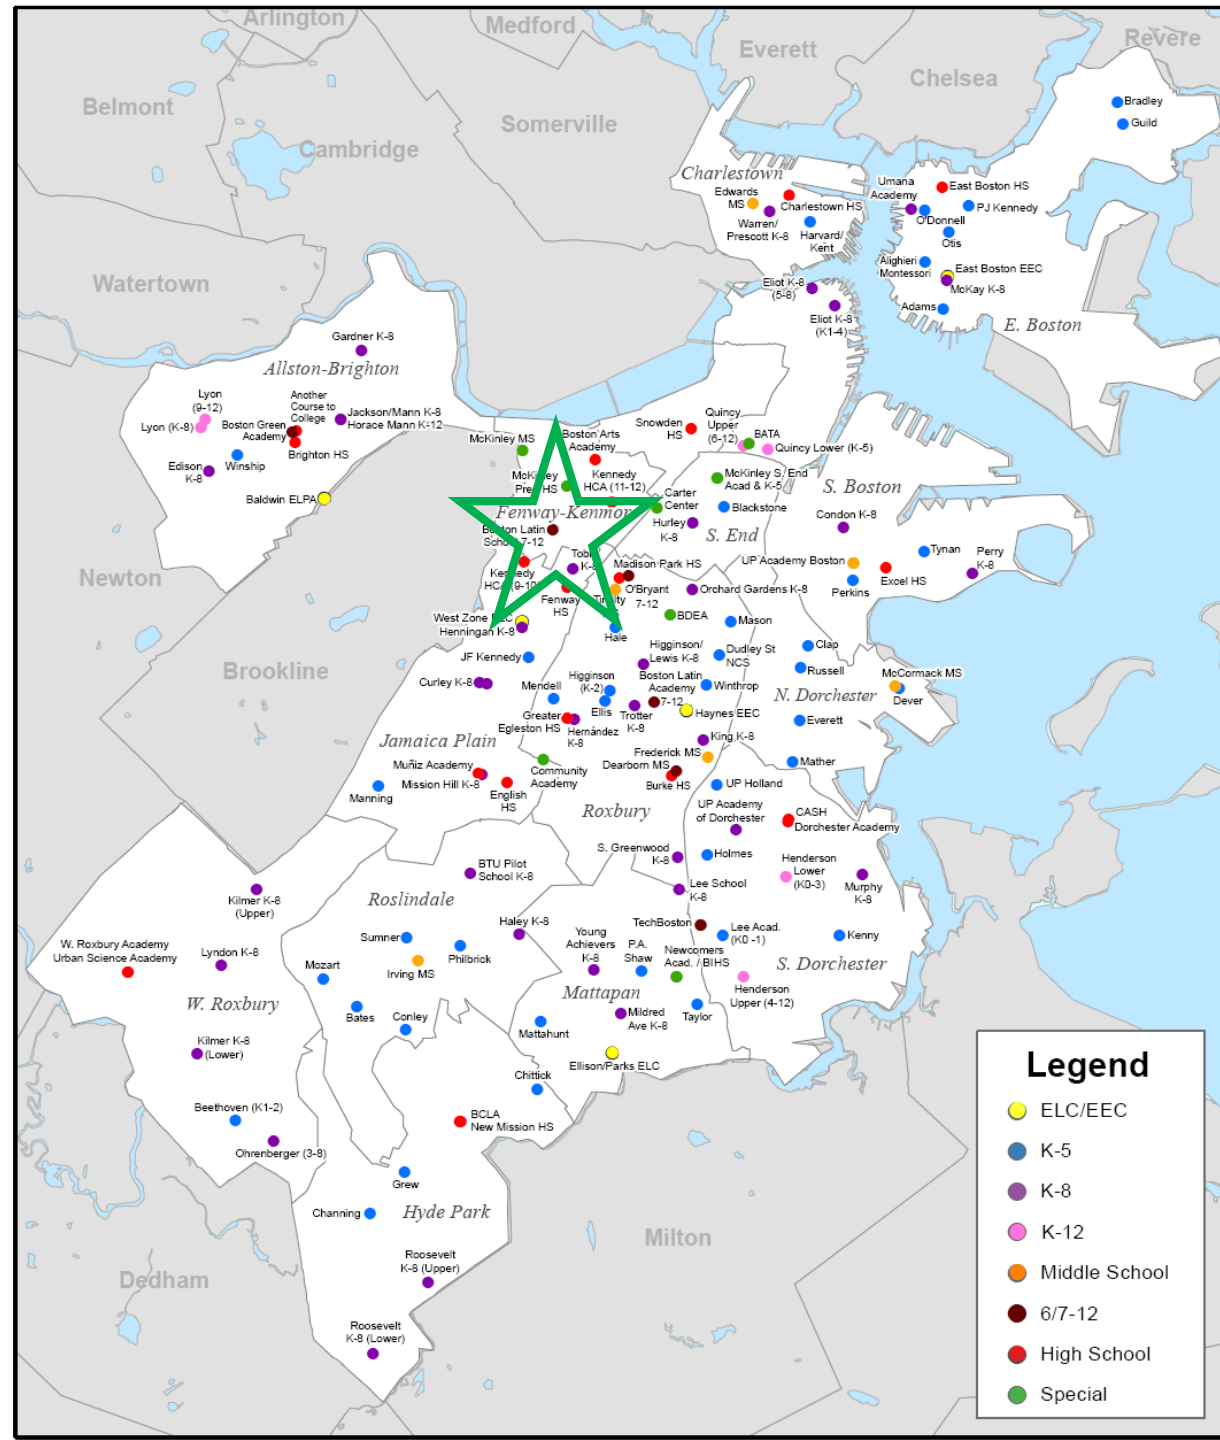 Arlington
Medford
Everett
Revere
Chelsea
Belmont
Cambridge
Somerville
Watertown
Newton
Brookline
Dedham
Milton
Bradley
Guild
Charlestown
Edwards
MS
Charlestown HS
Warren/
Prescott K-8
Harvard/
Kent
Umana
Academy
East Boston HS
PJ Kennedy
O'Donnell
Otis
Alighieri
Montessori
East Boston EEC
McKay K-8
Adams
E. Boston
Eliot K-8
(5-8)
Eliot K-8
(K1-4)
Gardner K-8
Allston-Brighton
Lyon
(9-12)
Lyon (K-8)
Another
Course to
College
Boston Green
Academy
Jackson/Mann K-8
Horace Mann K-12
Brighton HS
Winship
Edison
K-8
Baldwin ELPA
McKinley MS
Boston Arts
Academy
Snowden
HS
Quincy
Upper
(6-12)
BATA
Quincy Lower (K-5)
HS
Kennedy
HCA (11-12)
McKinley S. End
Acad & K-5
Carter
Center
Blackstone
Hurley
K-8
S. End
Fenway-Kenmore
Boston Latin
7-12
S. Boston
Condon K-8
Tynan
Perry
K-8
UP Academy Boston
Excel HS
Perkins
Kennedy
HCA
Fenway
HS
Madison Park HS
O'Bryant
7-12
Orchard Gardens K-8
BDEA
Mason
Hale
West Zone
Henningan K-8
JF Kennedy
Curley K-8
Mendell
Higginson
(K-2)
Ellis
Higginson/
Lewis K-8
Dudley St
NCS
Boston Latin
Academy
7-12
Winthrop
Trotter
K-8
Haynes EEC
Greater
Egleston HS
Hernández
K-8
Clap
Russell
N. Dorchester
McCormack MS
Dever
Everett
Mather
King K-8
Frederick MS
Dearborn MS
Burke HS
UP Holland
Jamaica Plain
Muñiz Academy
Mission Hill K-8
English
HS
Community
Academy
Manning
Roxbury
UP Academy
of Dorchester
CASH
Dorchester Academy
S. Greenwood
K-8
Holmes
Henderson
Lower
(K0-3)
Murphy
K-8
Lee School
K-8
TechBoston
Lee Acad.
(K0 -1)
Kenny
S. Dorchester
Henderson
Upper (4-12)
BTU Pilot
School K-8
Roslindale
Haley K-8
Sumner
Philbrick
Irving MS
Mozart
Bates
Conley
Kilmer K-8
(Upper)
W. Roxbury Academy
Urban Science Academy
Lyndon K-8
W. Roxbury
Kilmer K-8
(Lower)
Beethoven (K1-2)
Ohrenberger (3-8)
Young
Achievers
K-8
P.A.
Shaw
Newcomers
Acad. / BIHS
Mattapan
Mildred
Ave K-8
Taylor
Mattahunt
Ellison/Parks ELC
Chittick
BCLA
New Mission HS
Grew
Channing
Hyde Park
Roosevelt
K-8 (Upper)
Roosevelt
K-8 (Lower)
Legend
ELC/EEC
K-5
K-8
K-12
Middle School
6/7-12
High School
Special